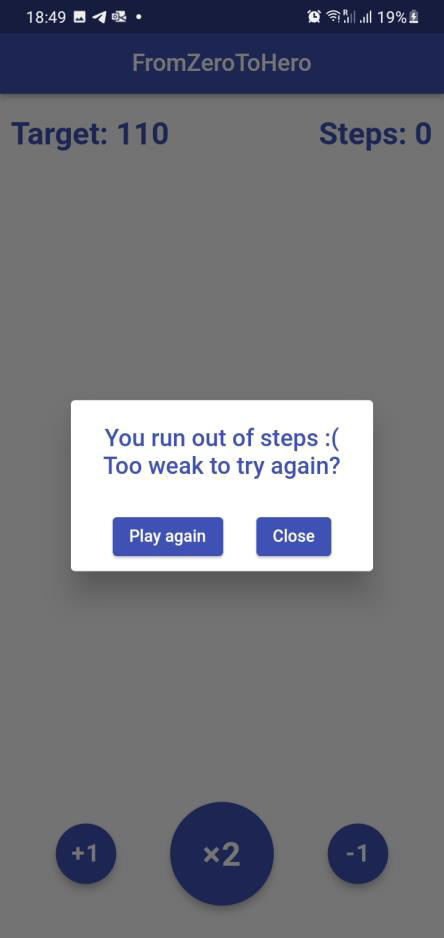 18:49 19%
FromZeroToHero
Target: 110 Steps: 0
You run out of steps :(
Too weak to try again?
Play again Close
+1 ×2 -1